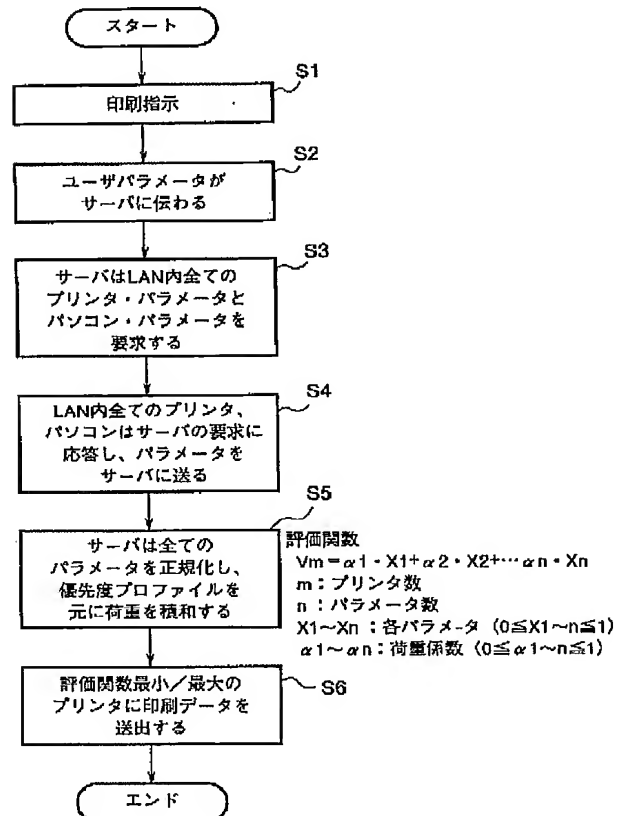 スタート
S1
印刷指示
S2
ユーザパラメータが
サーバに伝わる
S3
サーバはLAN内全ての
プリンタ・パラメータと
パソコン・パラメータを
要求する
S4
LAN内全てのプリンタ、
パソコンはサーバの要求に
応答し、パラメータを
サーバに送る
S5
サーバは全ての
パラメータを正規化し、
優先度プロファイルを
元に荷重を積和する
評価関数
Vm=α1・X1+α2・X2+…αn・Xn
m:プリンタ数
n:パラメータ数
X1~Xn:各パラメータ(0≦X1~n≦1)
α1~αn:荷量係数(0≦α1~n≦1)
S6
評価関数最小/最大の
プリンタに印刷データを
送出する
エンド